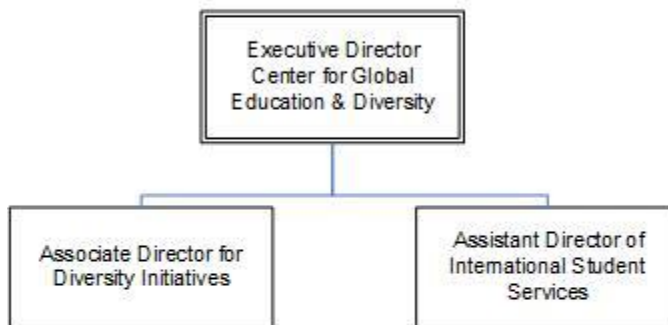 Executive Director
Center for Global
Education & Diversity
Associate Director for
Diversity Initiatives
Assistant Director of
International Student
Services